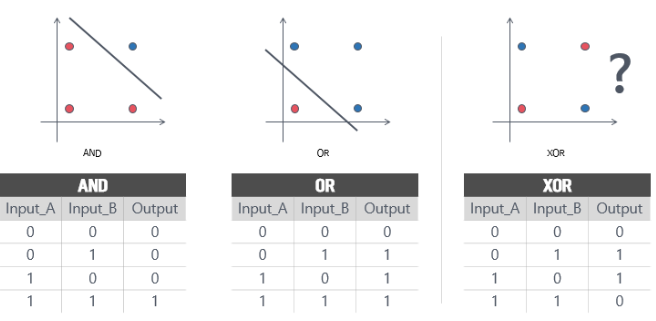 ?
AND OR XOR
AND OR XOR
Input_A Input_B Output Input_A Input_B Output Input_A Input_B Output
0 0 0 0 0 0 0 0 0
0 1 0 0 1 1 0 1 1
1 0 0 1 0 1 1 0 1
1 1 1 1 1 1 1 1 0